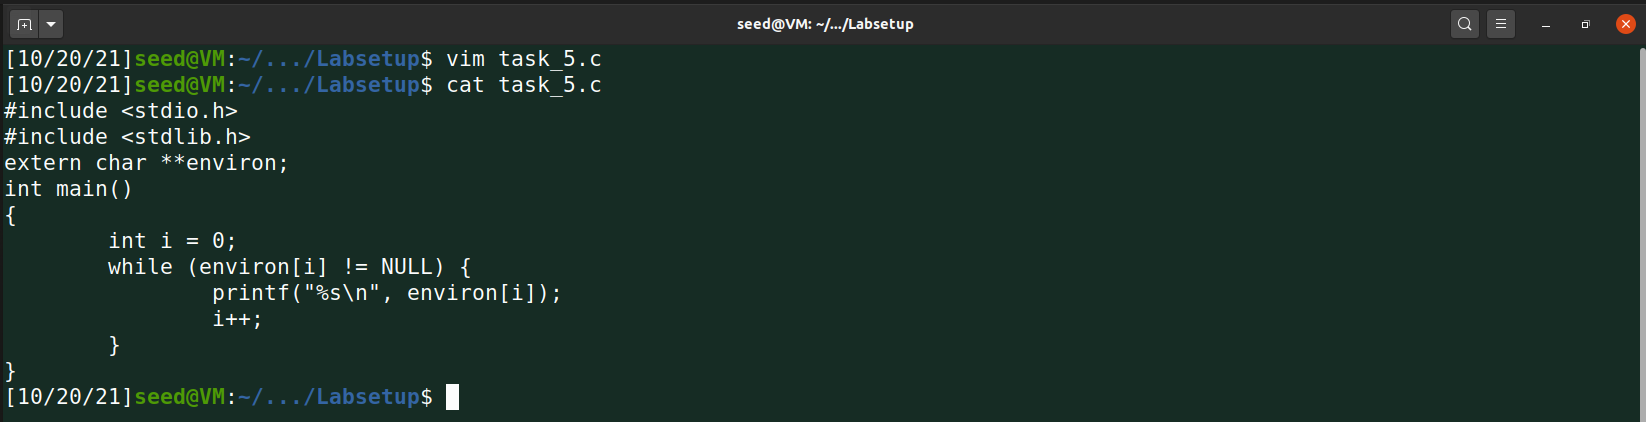 seed@VM: ~/.../Labsetup
[10/20/21]seed@VM:~/.../Labsetup$ vim task_5.c
[10/20/21]seed@VM:~/.../Labsetup$ cat task_5.c
#include <stdio.h>
#include <stdlib.h>
extern char **environ;
int main()
{
        int i = 0;
        while (environ[i] != NULL) {
                printf("%s\n", environ[i]);
                i++;
        }
}
[10/20/21]seed@VM:~/.../Labsetup$